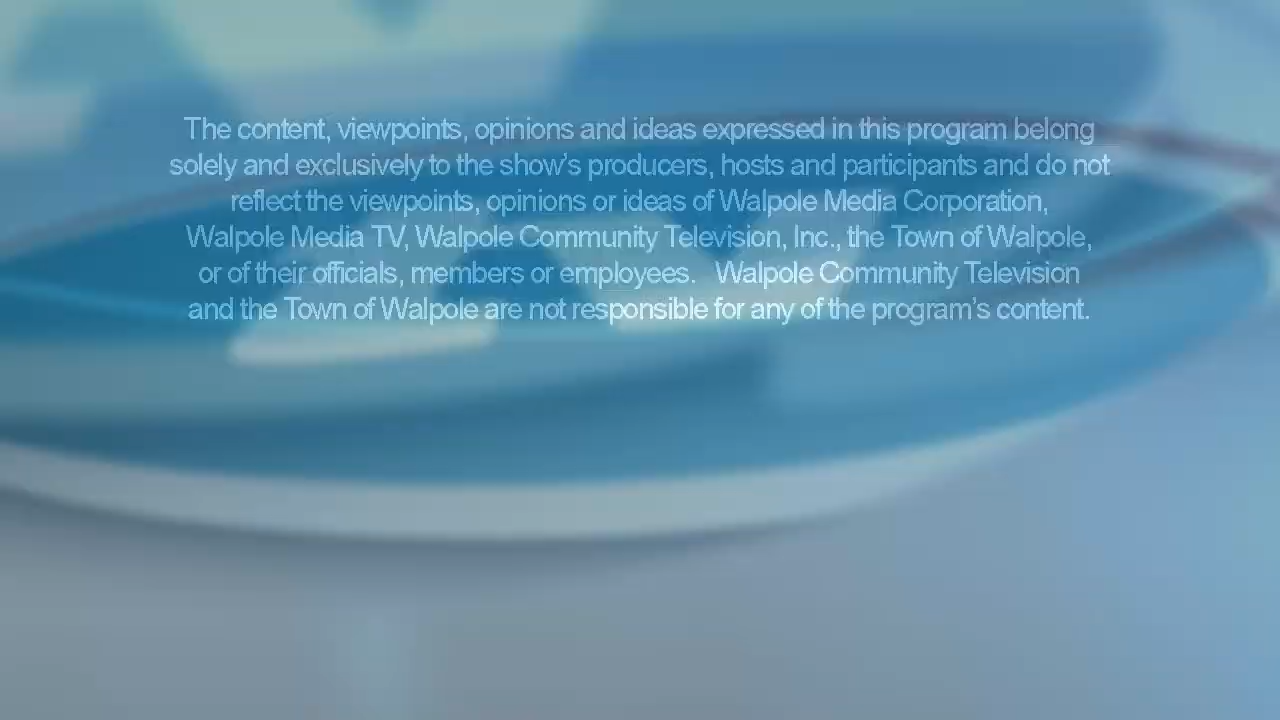 The content, viewpoints, opinions and ideas expressed in this program belong
solely and exclusively to the show's producers, hosts and participants and do not
reflect the viewpoints, opinions or ideas of Walpole Media Corporation,
Walpole Media TV, Walpole Community Television, Inc., the Town of Walpole,
or of their officials, members or employees.   Walpole Community Television
and the Town of Walpole are not responsible for any of the program's content.